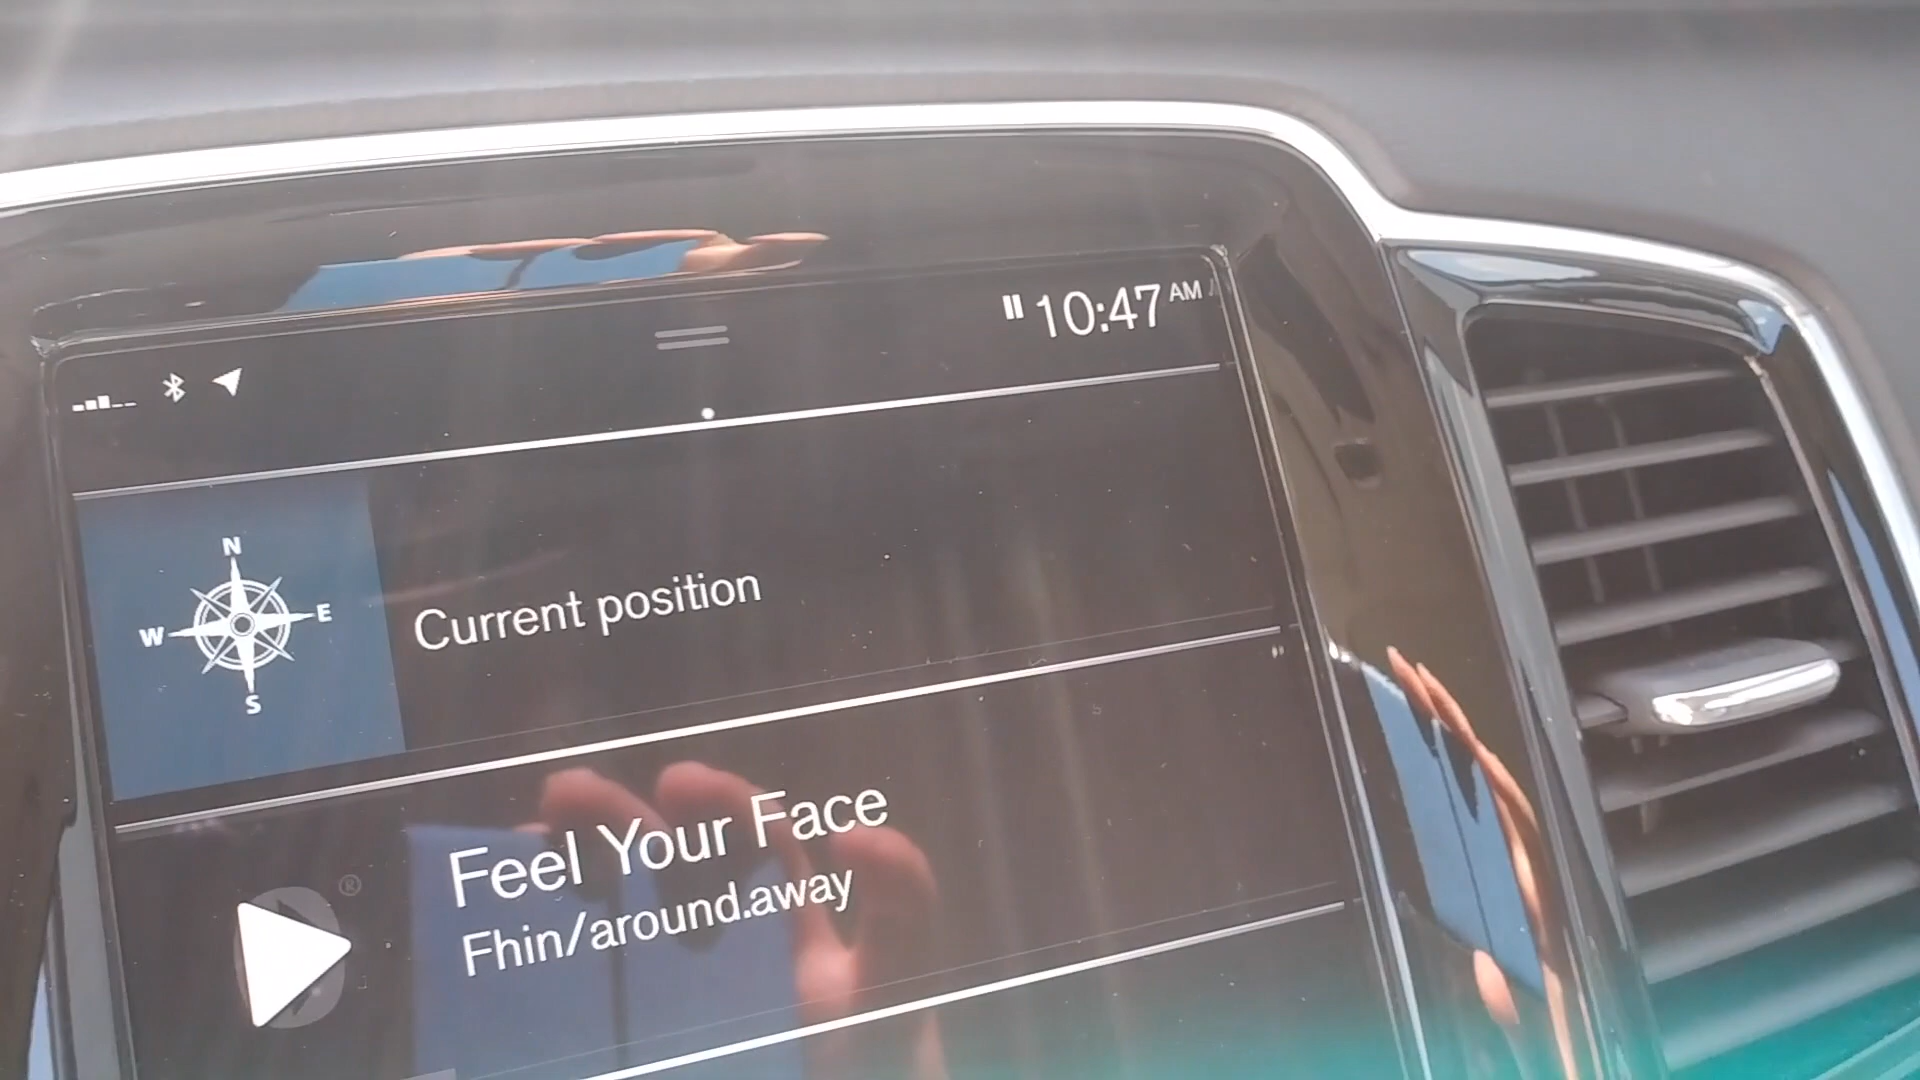 10:47 AM
N
W E
S
Current position
Feel Your Face
®
Fhin/around.away